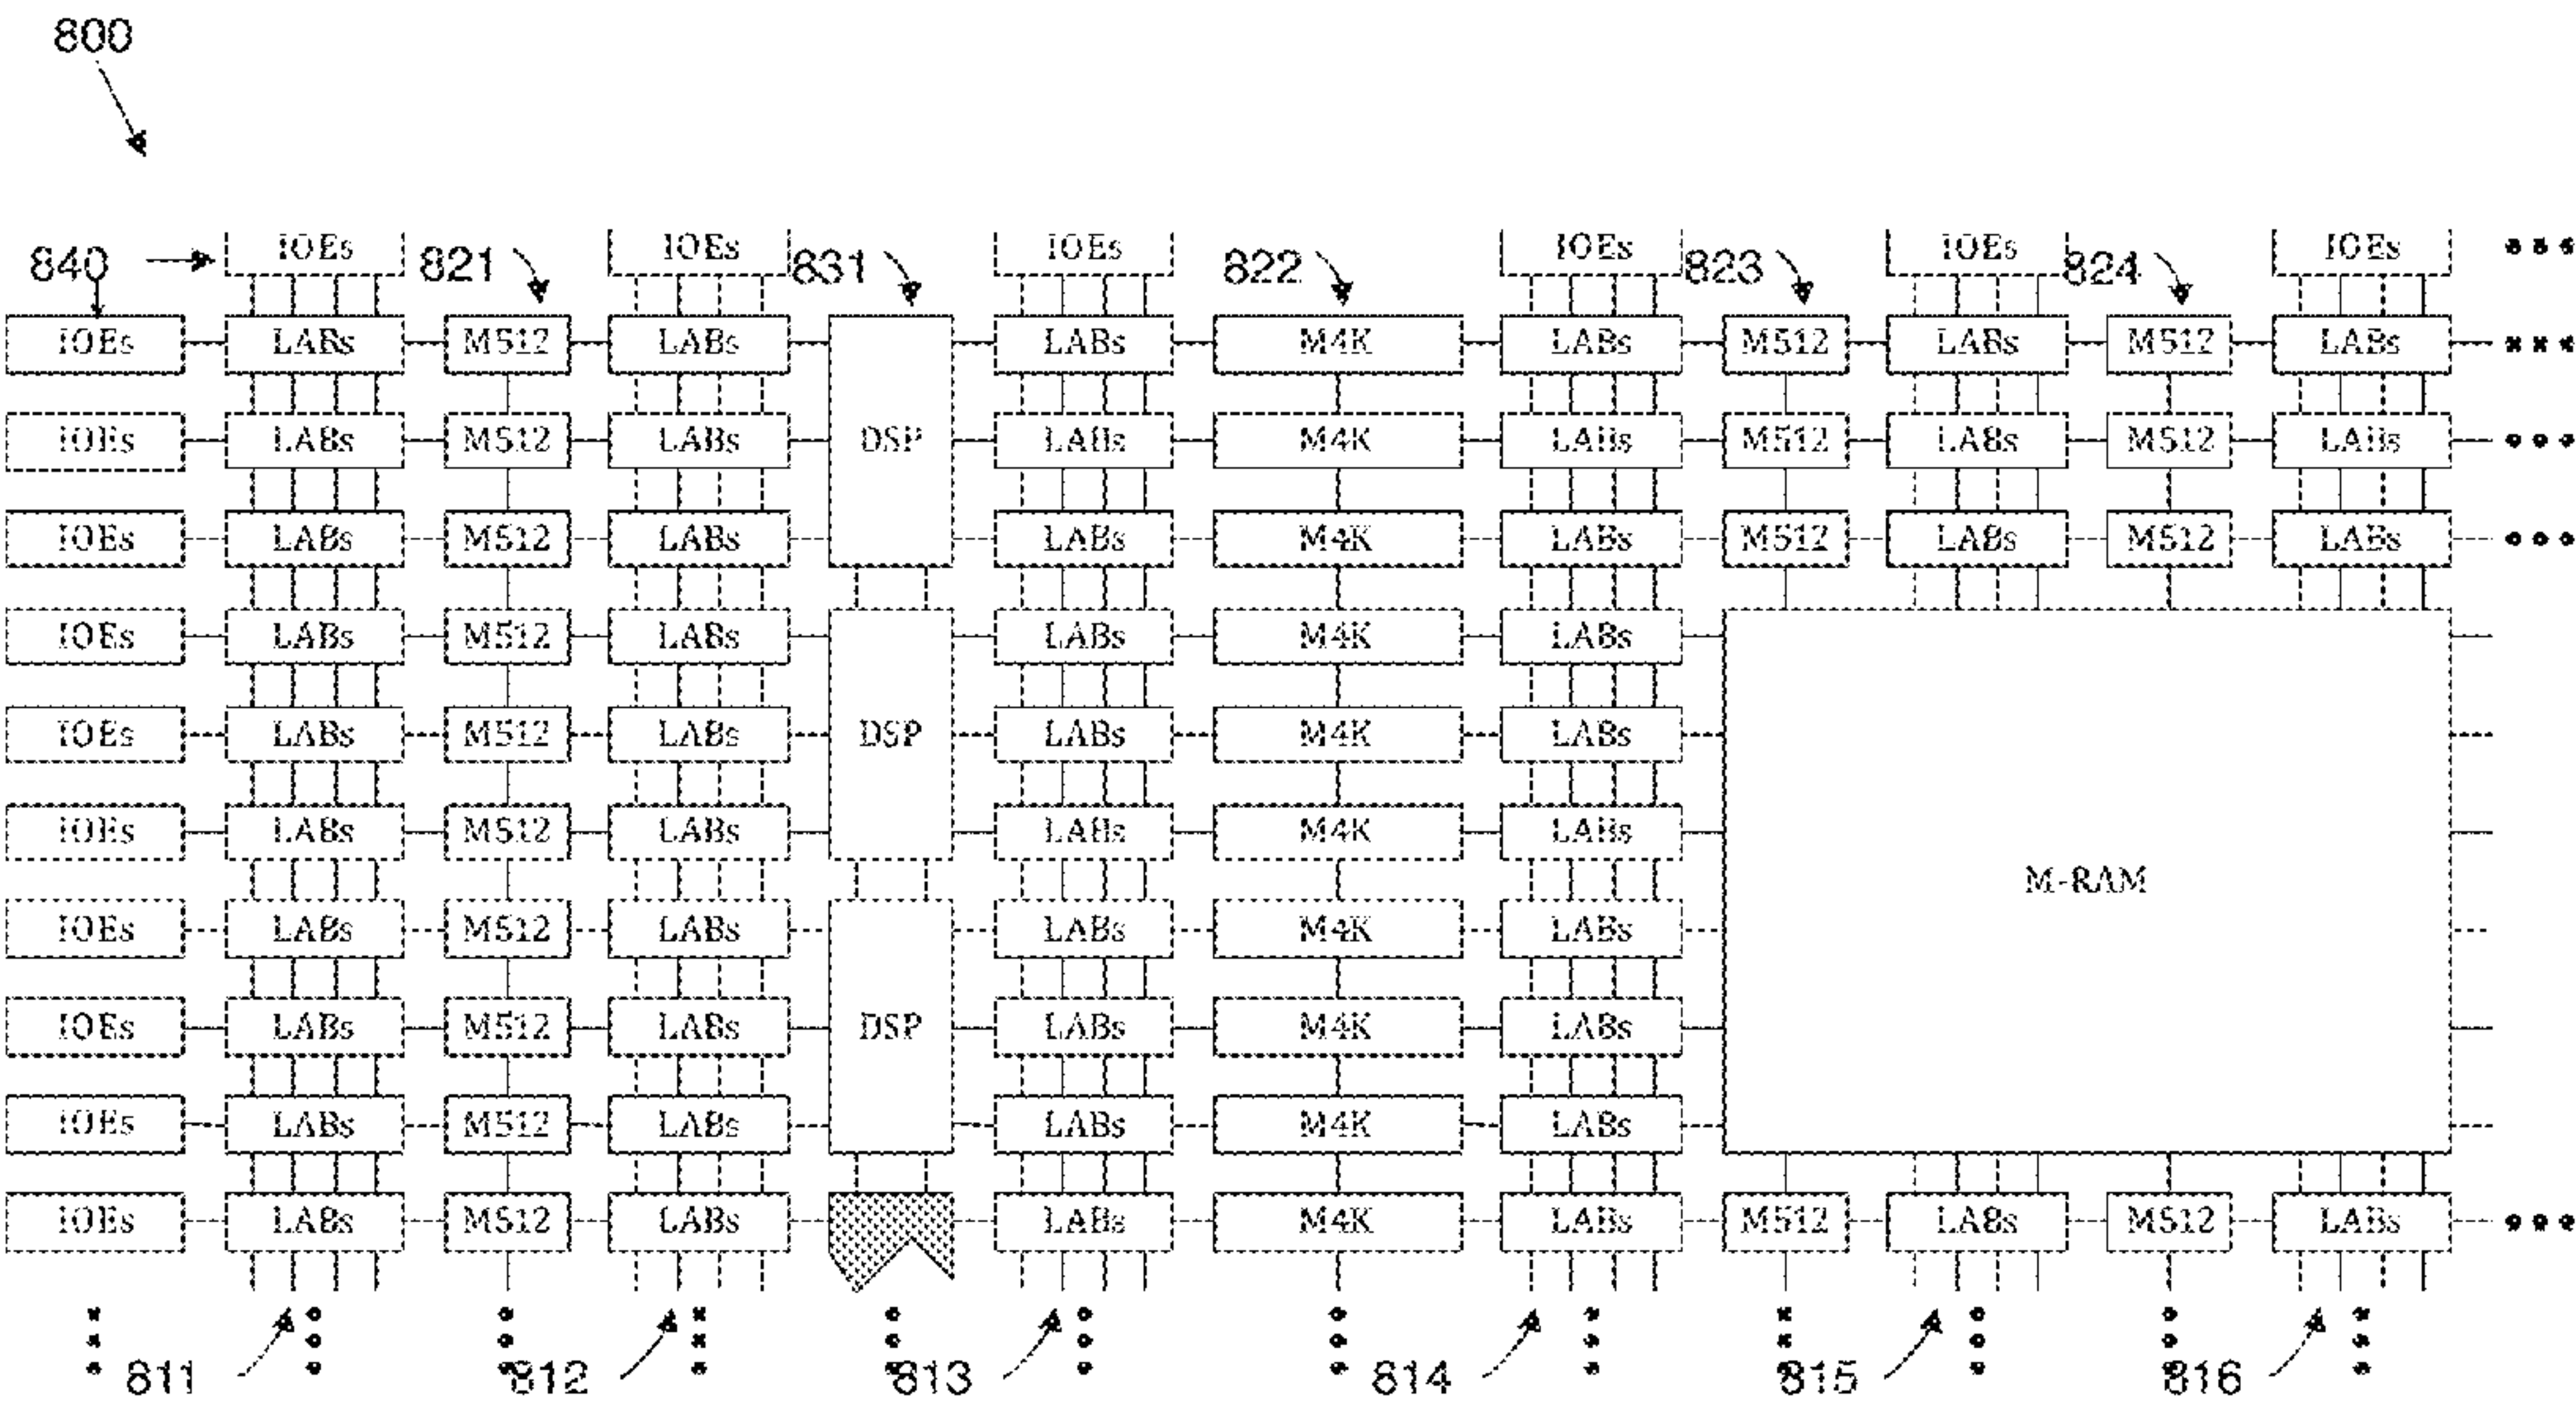 800
IOEs IOEs IOEs IOEs IOEs IOEs
840 821 831 822 823 824
IOEs LABs M512 LABs LABs M4K LABs M512 LABs M512 LABs
IOEs LABs M512 LABs DSP LABs M4K LABs M512 LABs M512 LABs
IOEs LABs M512 LABs LABs M4K LABs M512 LABs M512 LABs
IOEs LABs M512 LABs LABs M4K LABs
IOEs LABs M512 LABs DSP LABs M4K LABs
IOEs LABs M512 LABs LABs M4K LABs
M-RAM
IOEs LABs M512 LABs LABs M4K LABs
IOEs LABs M512 LABs DSP LABs M4K LABs
IOEs LABs M512 LABs LABs M4K LABs
IOEs LABs M512 LABs LABs M4K LABs M512 LABs M512 LABs
811 812 813 814 815 816